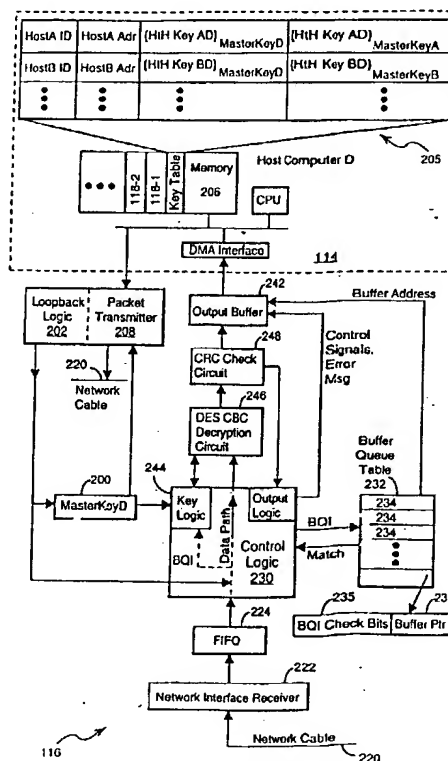 HostA ID HostA Adr {HtH Key AD}MasterKeyD {HtH Key AD}MasterKeyA
HostB ID HostB Adr {HtH Key BD}MasterKeyD {HtH Key BD}MasterKeyB
Host Computer D
205
118-2
118-1
Key Table
Memory
206
CPU
DMA Interface
114
242
Buffer Address
Loopback Logic 202
Packet Transmitter 208
Output Buffer
248
Control Signals, Error Msg
220
Network Cable
CRC Check Circuit
246
DES CBC Decryption Circuit
Buffer Queue Table 232
200
MasterKeyD
244
Key Logic
Output Logic
BQI
Data Path
Control Logic 230
BQI
Match
234
234
234
235
BQI Check Bits
Buffer Ptr
224
FIFO
222
Network Interface Receiver
116
Network Cable
220